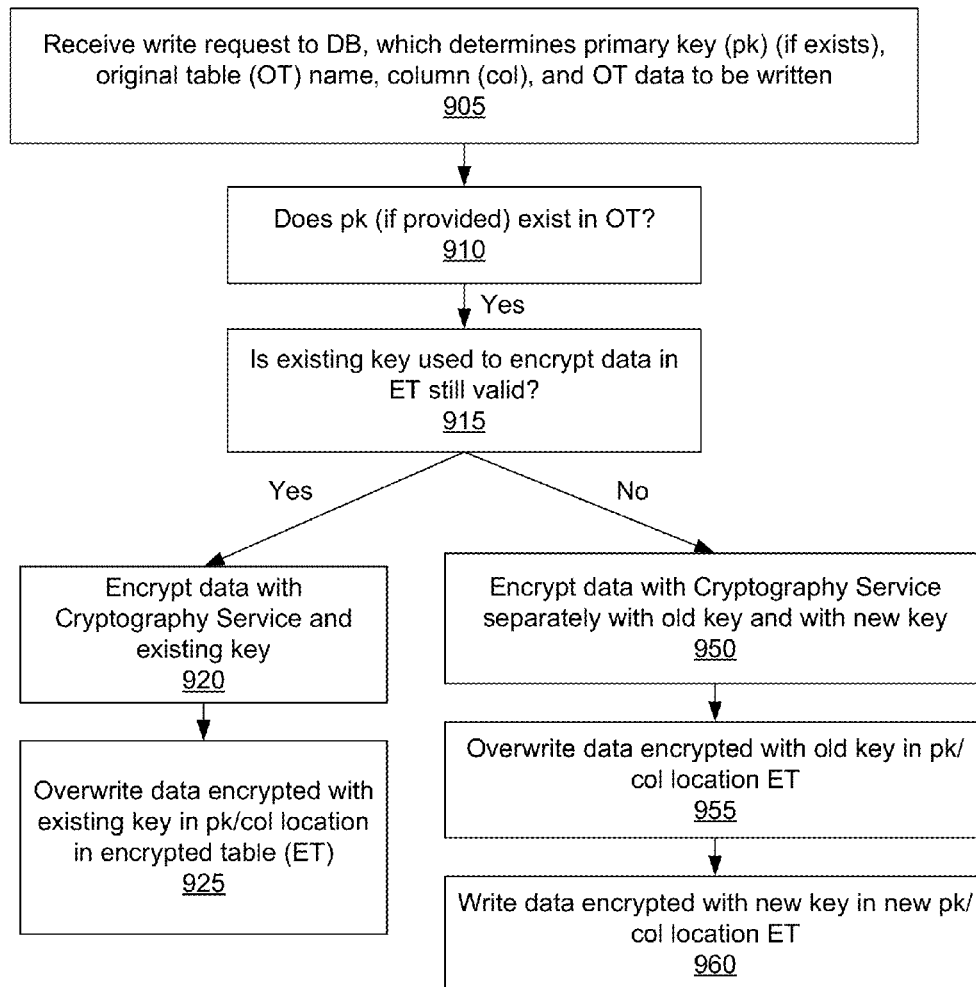 Receive write request to DB, which determines primary key (pk) (if exists),
original table (OT) name, column (col), and OT data to be written
905
Does pk (if provided) exist in OT?
910
Yes
Is existing key used to encrypt data in
ET still valid?
915
Yes
No
Encrypt data with
Cryptography Service and
existing key
920
Encrypt data with Cryptography Service
separately with old key and with new key
950
Overwrite data encrypted with
existing key in pk/col location
in encrypted table (ET)
925
Overwrite data encrypted with old key in pk/
col location ET
955
Write data encrypted with new key in new pk/
col location ET
960